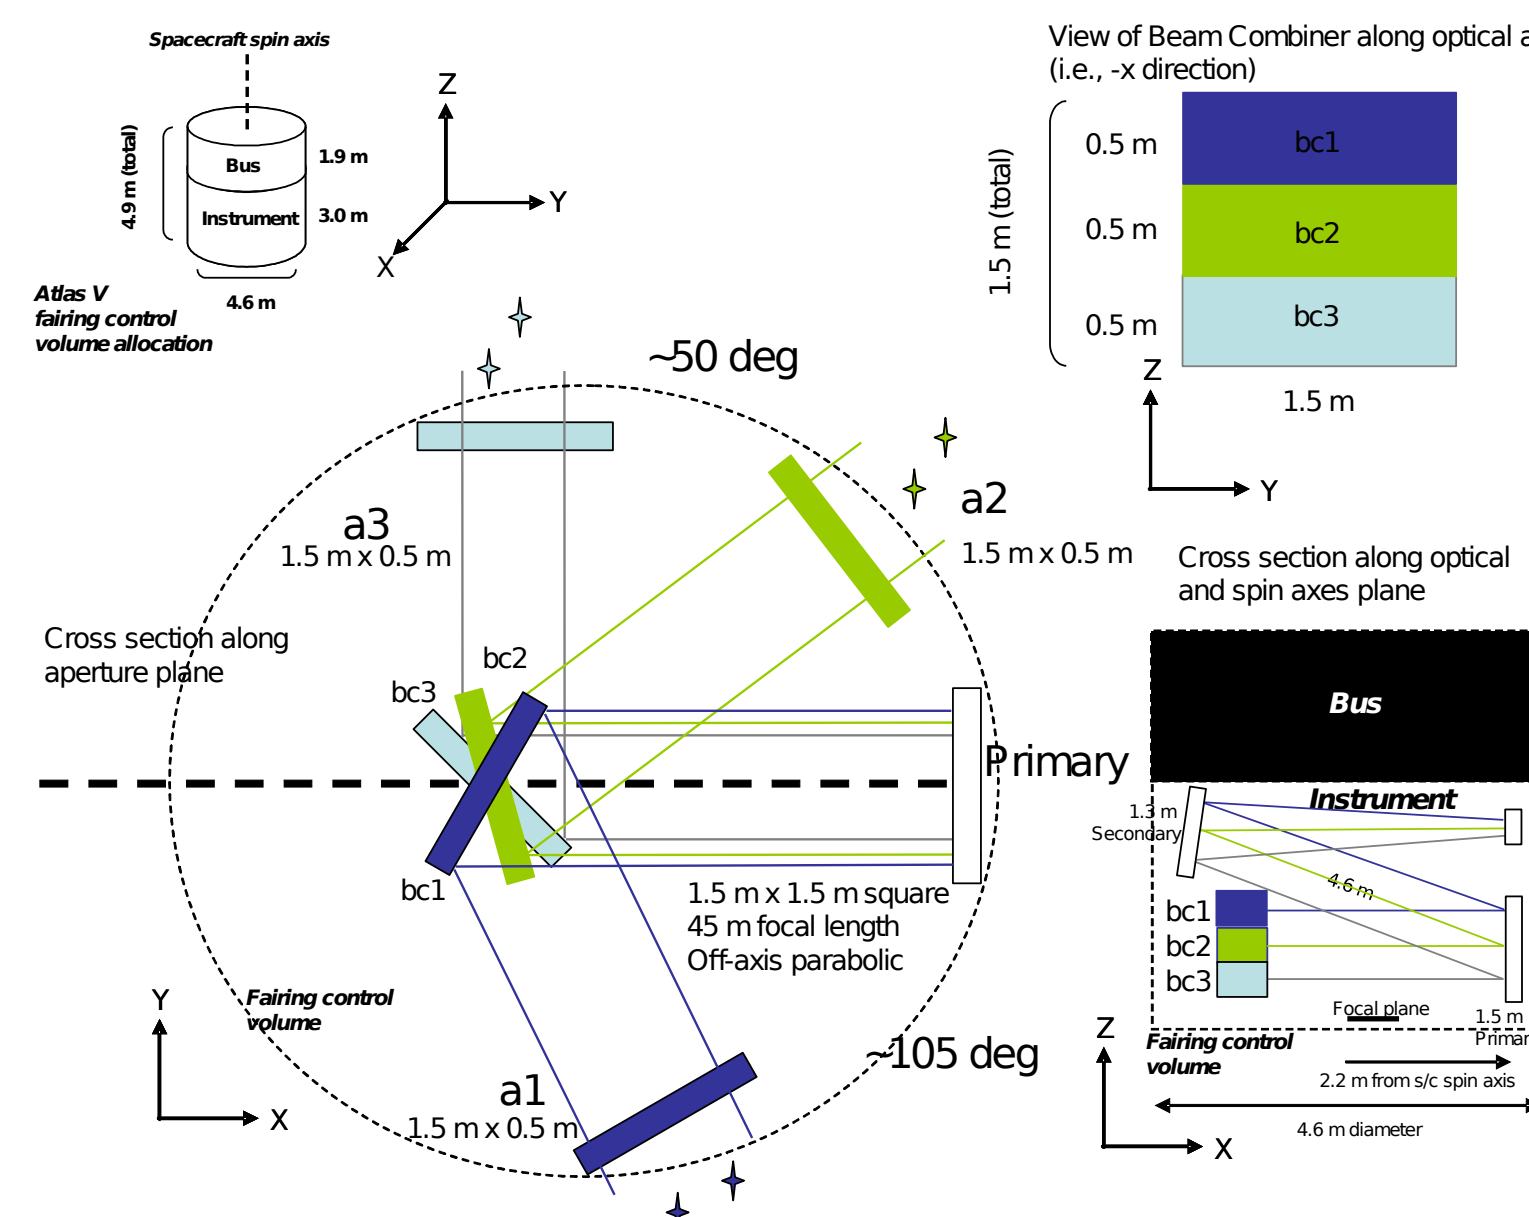 Spacecraft spin axis
4.9 m (total)
Bus
1.9 m
Instrument
3.0 m
4.6 m
Atlas V
fairing control
volume allocation
Z
Y
X
View of Beam Combiner along optical a
(i.e., -x direction)
1.5 m (total)
0.5 m
bc1
0.5 m
bc2
0.5 m
bc3
1.5 m
Z
Y
~50 deg
a3
1.5 m x 0.5 m
a2
1.5 m x 0.5 m
Cross section along
aperture plane
bc2
bc3
bc1
Primary
1.5 m x 1.5 m square
45 m focal length
Off-axis parabolic
Fairing control
volume
Y
X
~105 deg
a1
1.5 m x 0.5 m
Cross section along optical
and spin axes plane
Bus
Instrument
1.3 m
Secondary
4.6 m
bc1
bc2
bc3
Focal plane
1.5 m
Primar
Fairing control
volume
2.2 m from s/c spin axis
4.6 m diameter
Z
X